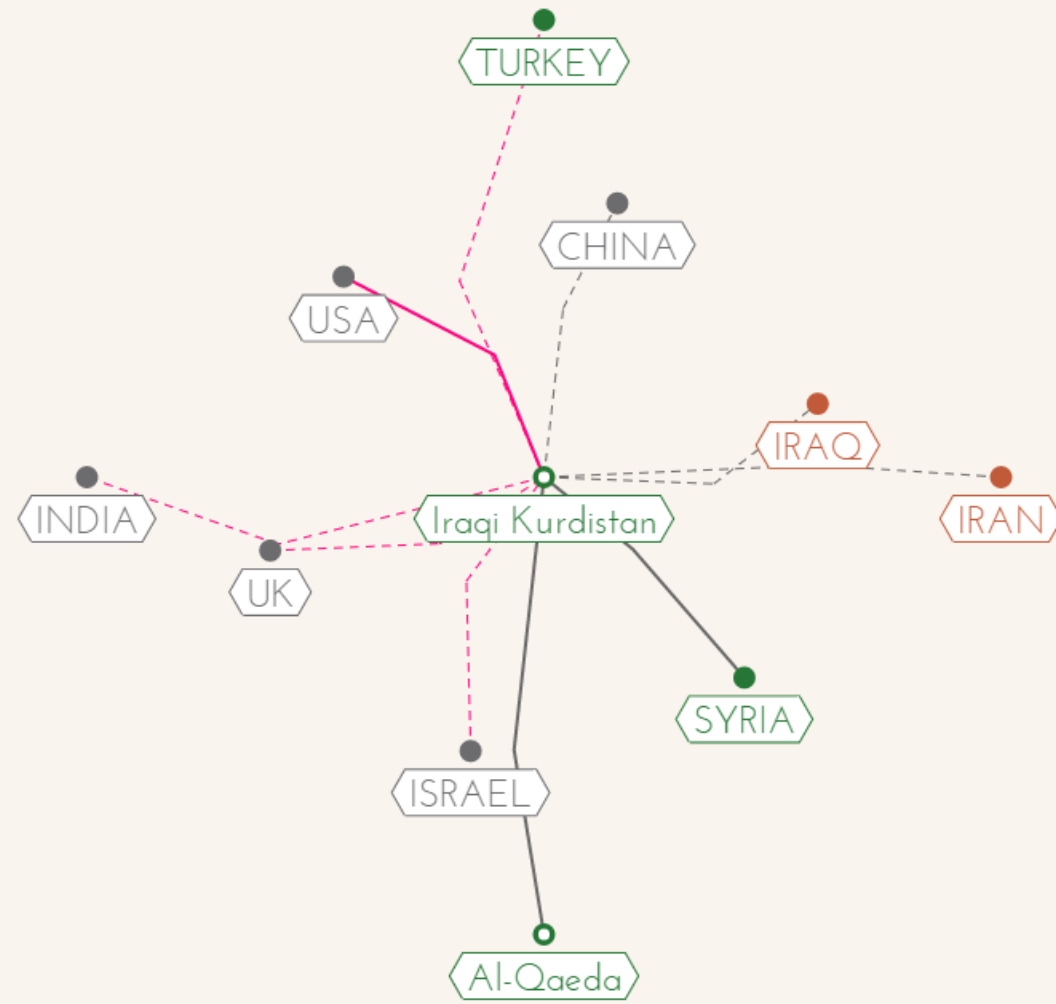 TURKEY
CHINA
USA
IRAQ
INDIA
Iraqi Kurdistan
IRAN
UK
SYRIA
ISRAEL
Al-Qaeda